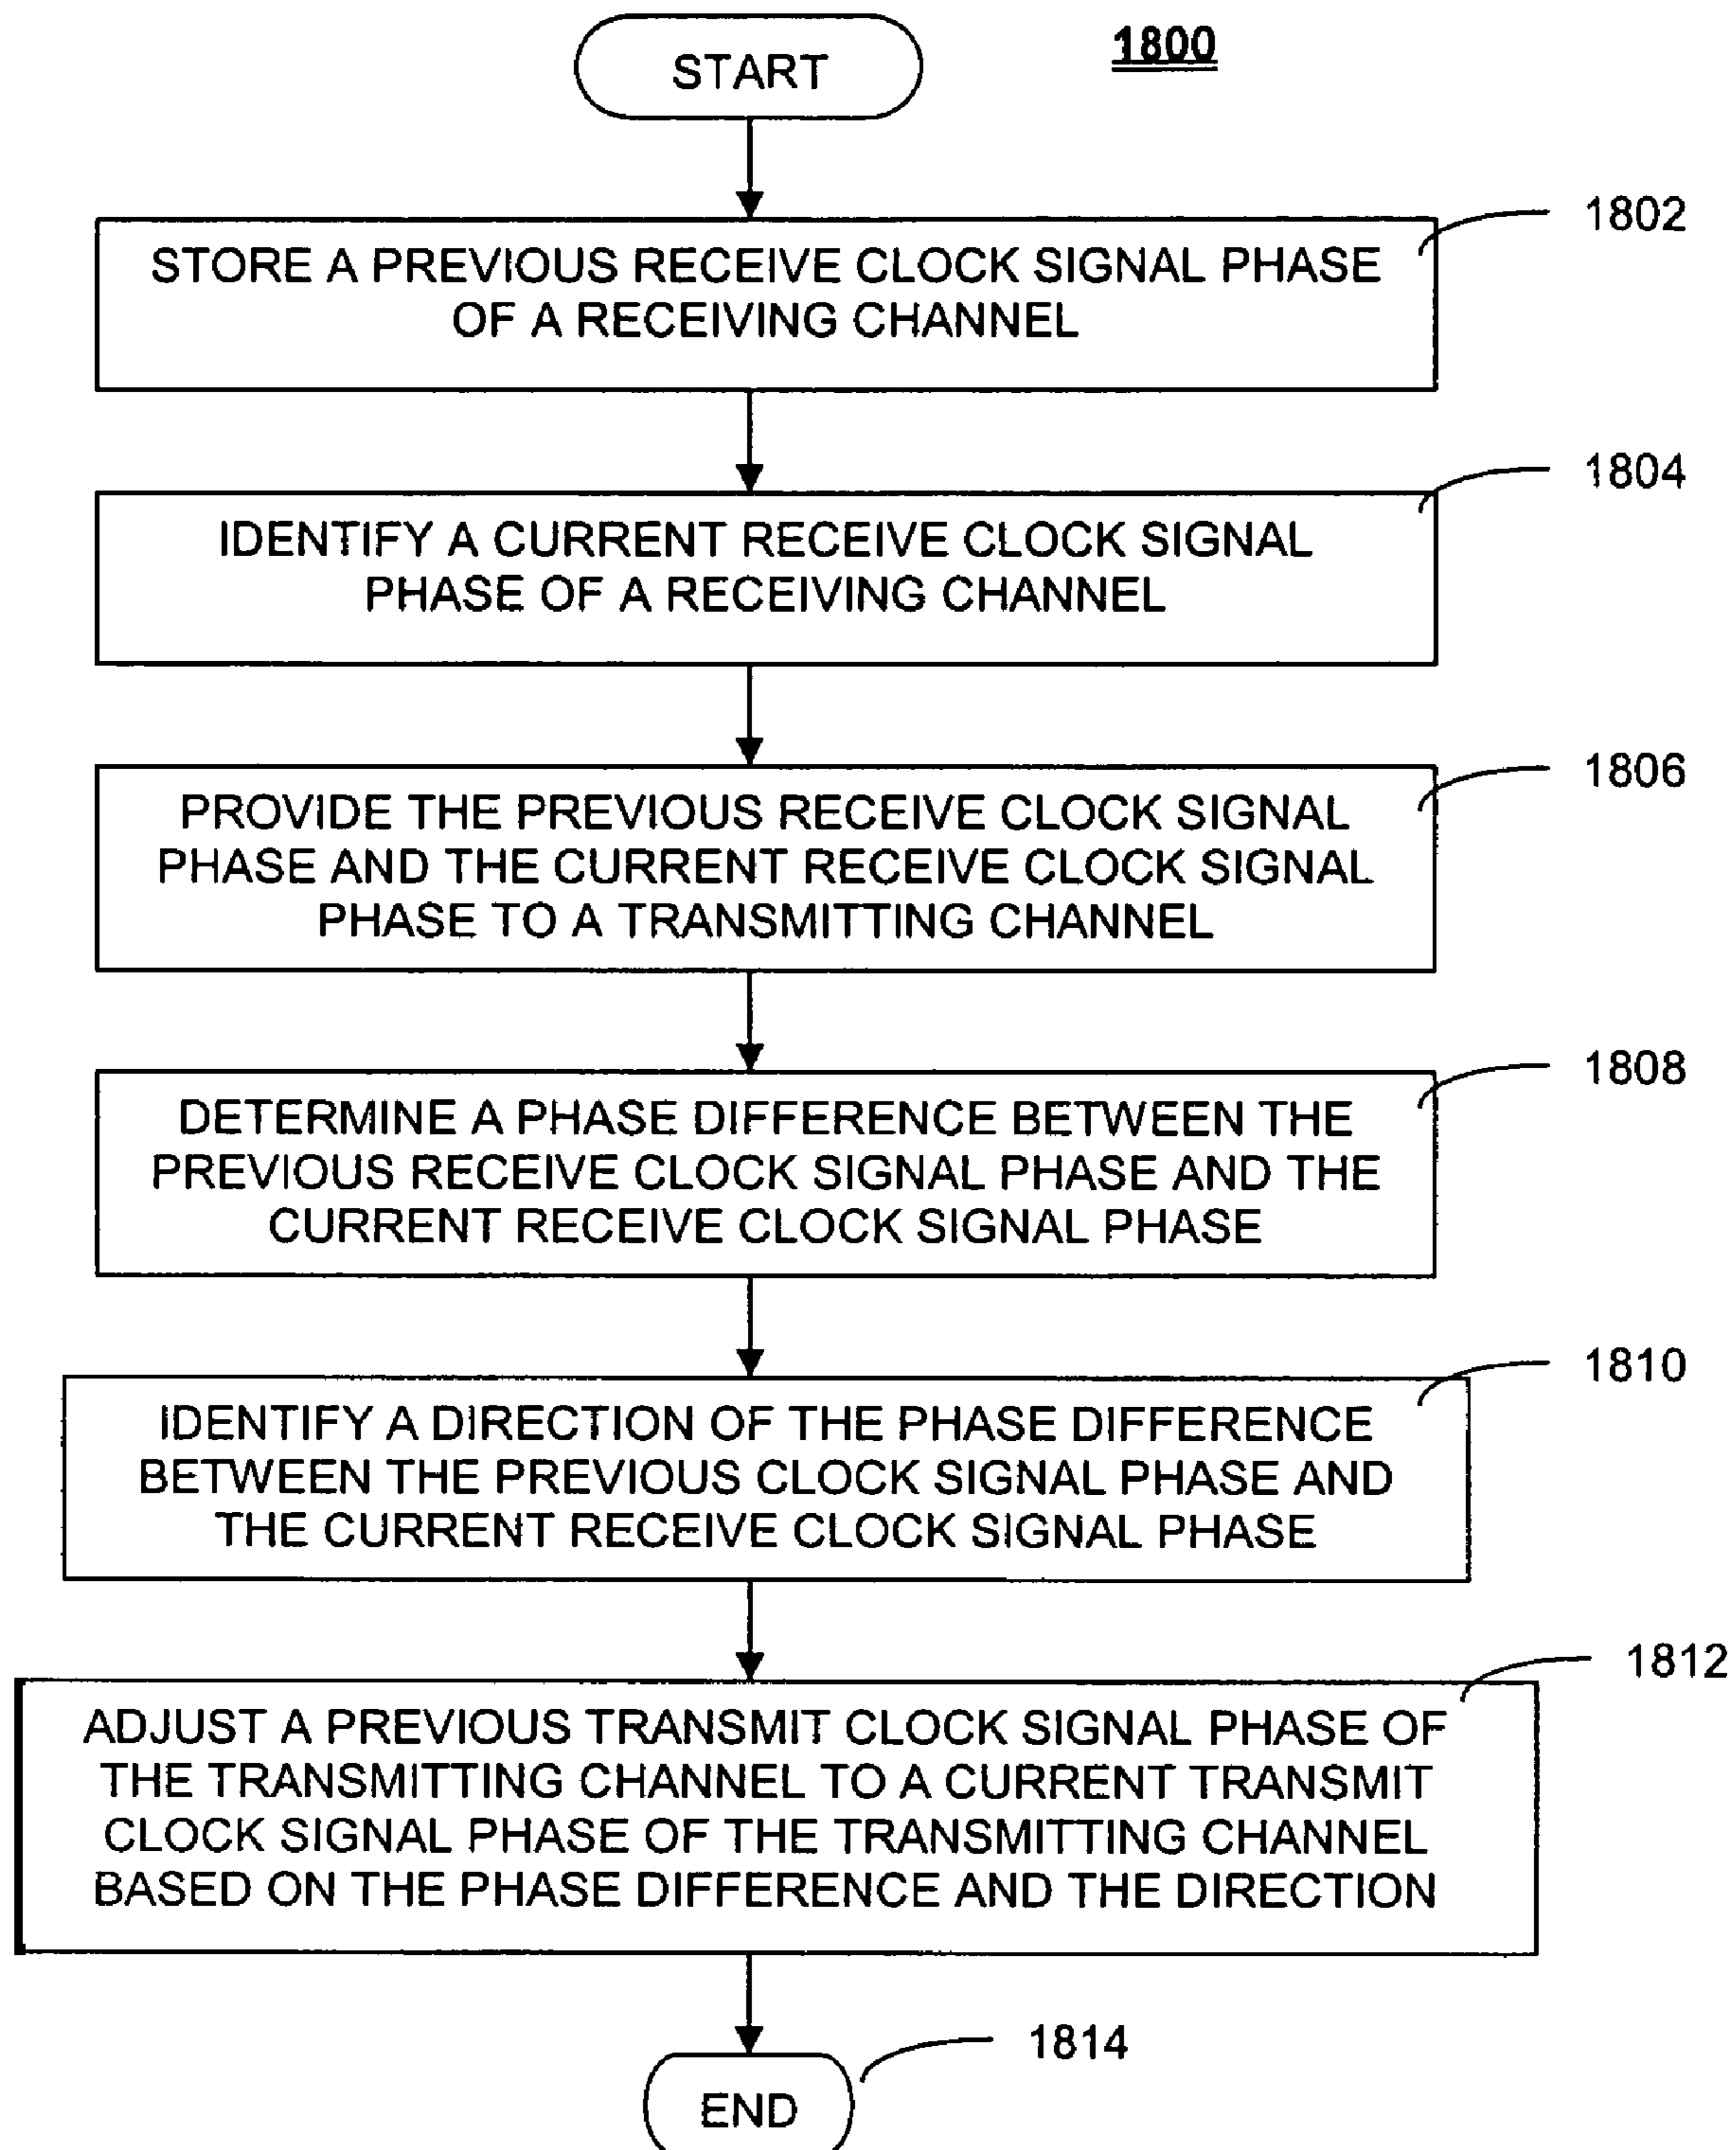 1800
START
1802
STORE A PREVIOUS RECEIVE CLOCK SIGNAL PHASE
OF A RECEIVING CHANNEL
1804
IDENTIFY A CURRENT RECEIVE CLOCK SIGNAL
PHASE OF A RECEIVING CHANNEL
1806
PROVIDE THE PREVIOUS RECEIVE CLOCK SIGNAL
PHASE AND THE CURRENT RECEIVE CLOCK SIGNAL
PHASE TO A TRANSMITTING CHANNEL
1808
DETERMINE A PHASE DIFFERENCE BETWEEN THE
PREVIOUS RECEIVE CLOCK SIGNAL PHASE AND THE
CURRENT RECEIVE CLOCK SIGNAL PHASE
1810
IDENTIFY A DIRECTION OF THE PHASE DIFFERENCE
BETWEEN THE PREVIOUS CLOCK SIGNAL PHASE AND
THE CURRENT RECEIVE CLOCK SIGNAL PHASE
1812
ADJUST A PREVIOUS TRANSMIT CLOCK SIGNAL PHASE OF
THE TRANSMITTING CHANNEL TO A CURRENT TRANSMIT
CLOCK SIGNAL PHASE OF THE TRANSMITTING CHANNEL
BASED ON THE PHASE DIFFERENCE AND THE DIRECTION
1814
END